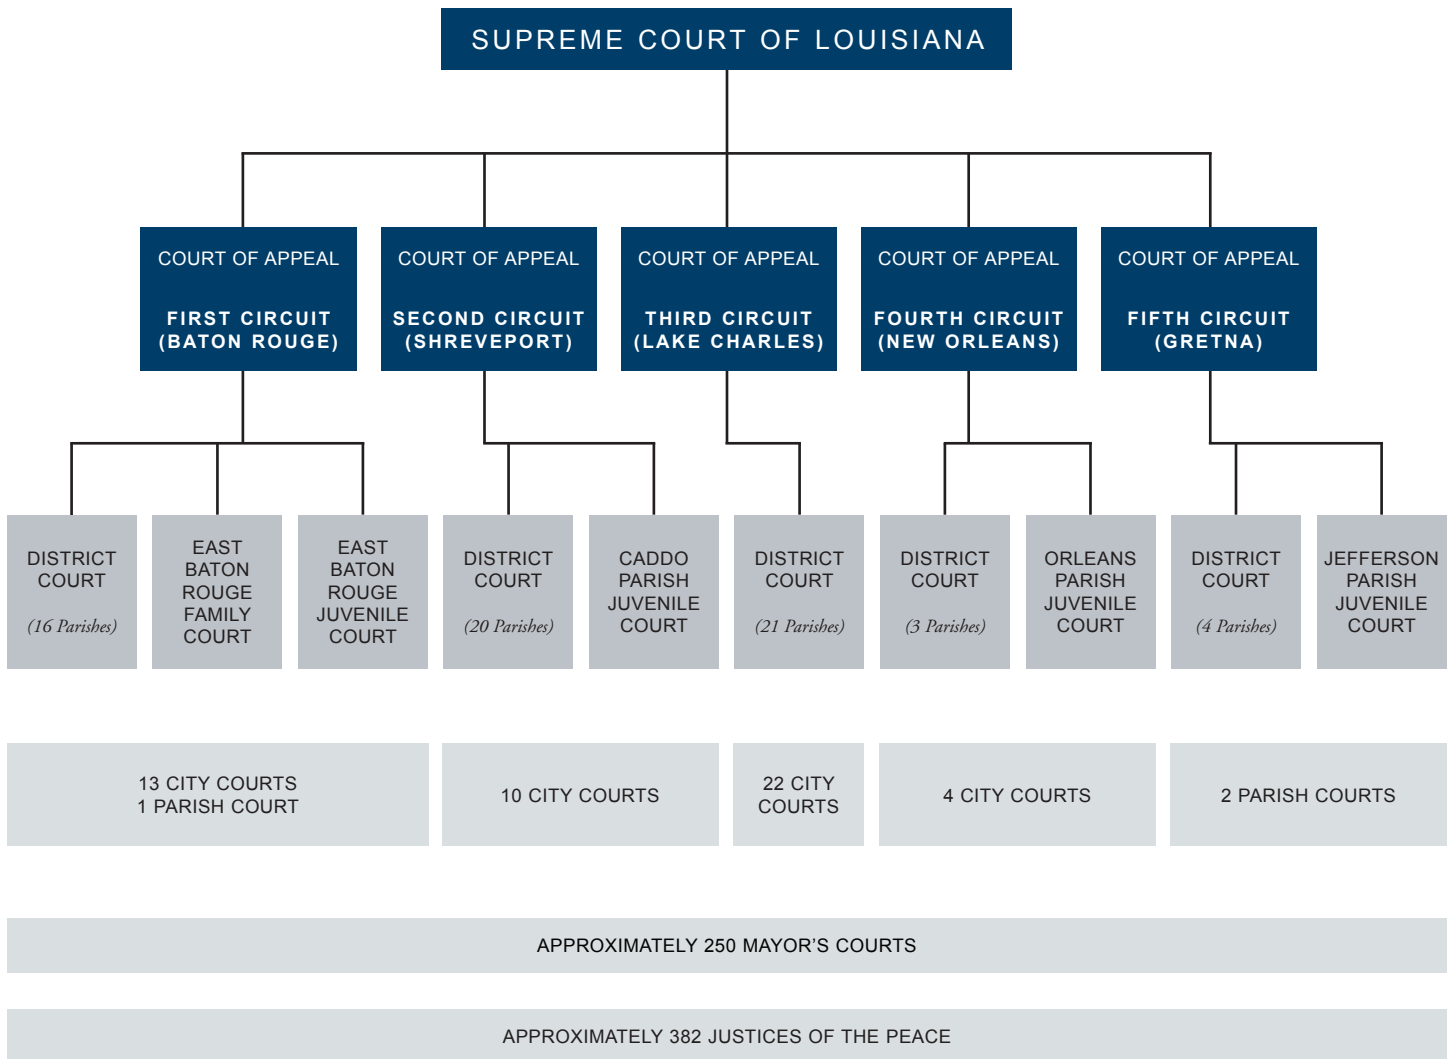 SUPREME COURT OF LOUISIANA
COURT OF APPEAL
FIRST CIRCUIT
(BATON ROUGE)
COURT OF APPEAL
SECOND CIRCUIT
(SHREVEPORT)
COURT OF APPEAL
THIRD CIRCUIT
(LAKE CHARLES)
COURT OF APPEAL
FOURTH CIRCUIT
(NEW ORLEANS)
COURT OF APPEAL
FIFTH CIRCUIT
(GRETNA)
DISTRICT
COURT
(16 Parishes)
EAST
BATON
ROUGE
FAMILY
COURT
EAST
BATON
ROUGE
JUVENILE
COURT
DISTRICT
COURT
(20 Parishes)
CADDO
PARISH
JUVENILE
COURT
DISTRICT
COURT
(21 Parishes)
DISTRICT
COURT
(3 Parishes)
ORLEANS
PARISH
JUVENILE
COURT
DISTRICT
COURT
(4 Parishes)
JEFFERSON
PARISH
JUVENILE
COURT
13 CITY COURTS
1 PARISH COURT
10 CITY COURTS
22 CITY
COURTS
4 CITY COURTS
2 PARISH COURTS
APPROXIMATELY 250 MAYOR’S COURTS
APPROXIMATELY 382 JUSTICES OF THE PEACE